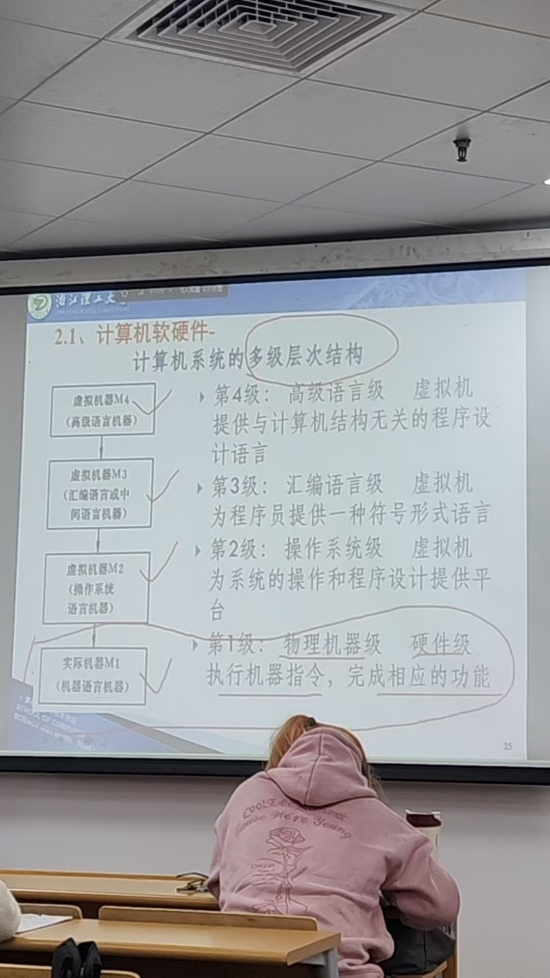 浙江理工大
2.1、计算机软硬件-
计算机系统的多级层次结构
虚拟机器M4
(高级语言机器)
虚拟机器M3
(汇编语言或中
间语言机器)
虚拟机器M2
(操作系统
语言机器)
实际机器M1
(机器语言机器)
第4级： 高级语言级 虚拟机
提供与计算机结构无关的程序设
计语言
第3级： 汇编语言级 虚拟机
为程序员提供一种符号形式语言
第2级： 操作系统级 虚拟机
为系统的操作和程序设计提供平
台
第1级： 物理机器级 硬件级
执行机器指令，完成相应的功能
25